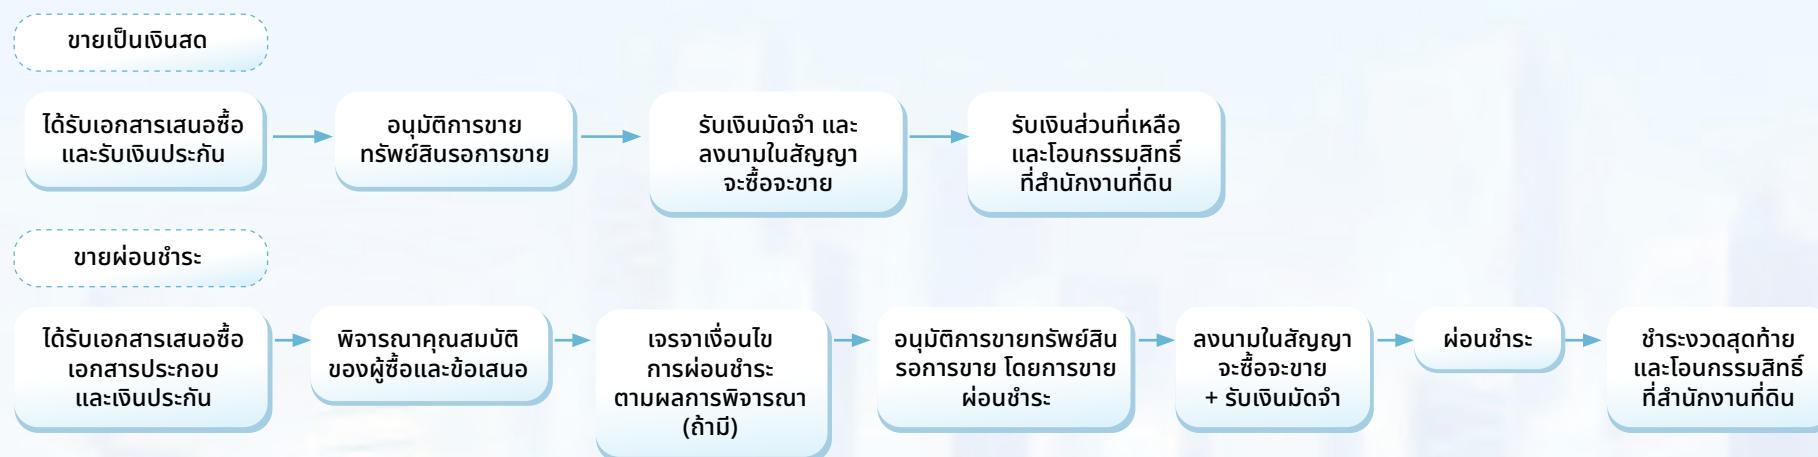 ขายเป็นเงินสด
ได้รับเอกสารเสนอซื้อ
และรับเงินประกัน
อนุมัติการขาย
ทรัพย์สินรอการขาย
รับเงินมัดจำ และ
ลงนามในสัญญา
จะซื้อจะขาย
รับเงินส่วนที่เหลือ
และโอนกรรมสิทธิ์
ที่สำนักงานที่ดิน
ขายผ่อนชำระ
ได้รับเอกสารเสนอซื้อ
เอกสารประกอบ
และเงินประกัน
พิจารณาคุณสมบัติ
ของผู้ซื้อและข้อเสนอ
เจรจาเงื่อนไข
การผ่อนชำระ
ตามผลการพิจารณา
(ถ้ามี)
อนุมัติการขายทรัพย์สิน
รอการขาย โดยการขาย
ผ่อนชำระ
ลงนามในสัญญา
จะซื้อจะขาย
+ รับเงินมัดจำ
ผ่อนชำระ
ชำระงวดสุดท้าย
และโอนกรรมสิทธิ์
ที่สำนักงานที่ดิน